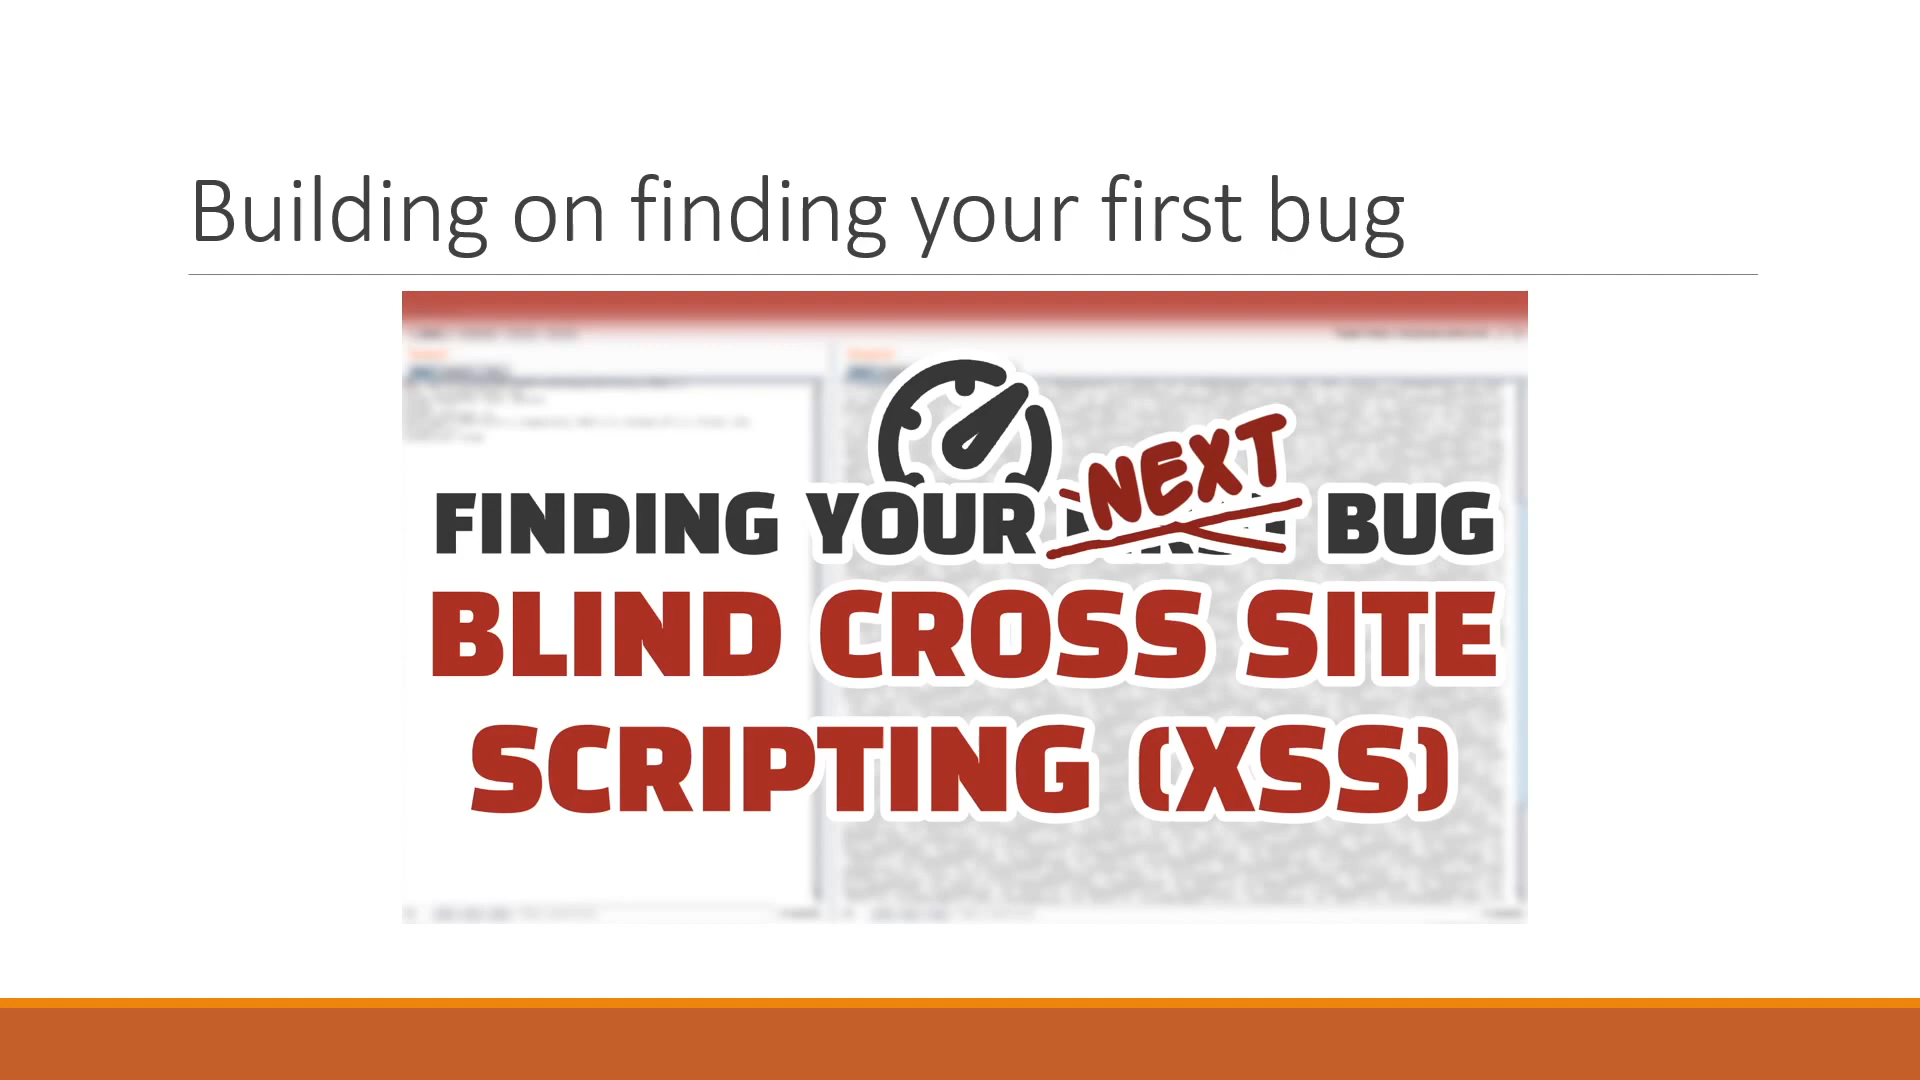 Building on finding your first bug
NEXT
FINDING YOUR BUG
BLIND CROSS SITE
SCRIPTING (XSS)